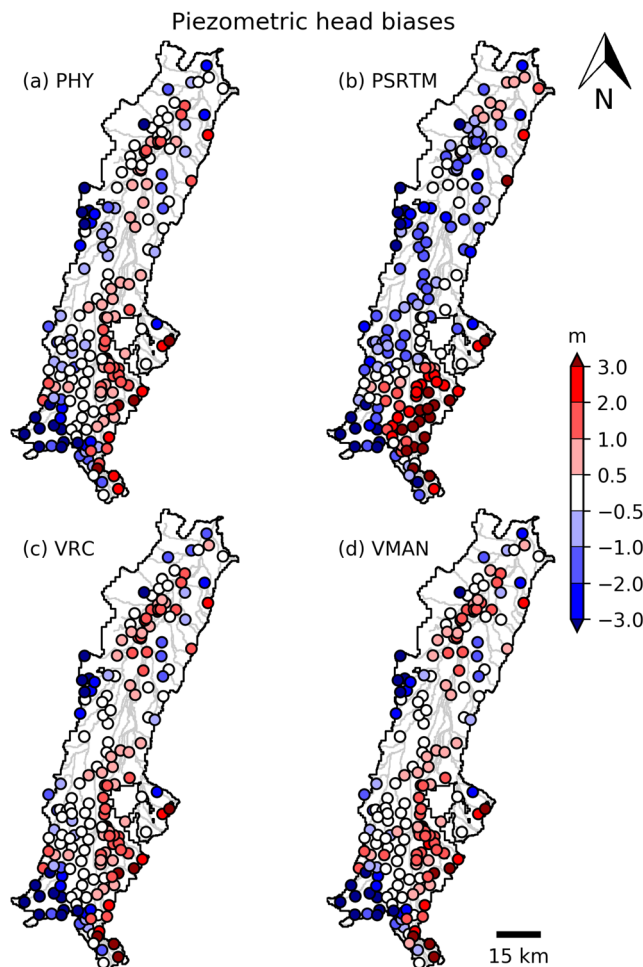 Piezometric head biases
(a) PHY
(b) PSRTM
N
m
3.0
2.0
1.0
0.5
−0.5
−1.0
−2.0
−3.0
(c) VRC
(d) VMAN
15 km